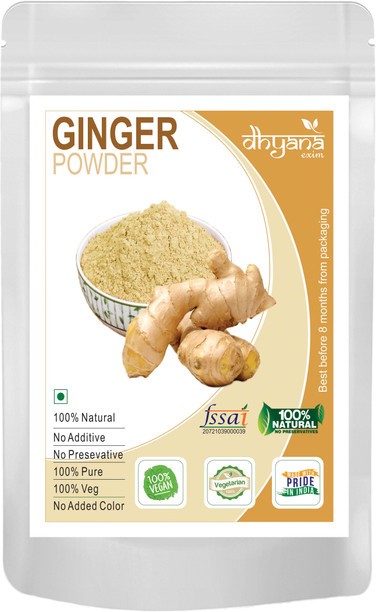 GINGER
POWDER
dhyana
exim
Best before 8 months from packaging
100% Natural
No Additive
No Presevative
100% Pure
100% Veg
No Added Color
fssai
20721039000039
100%
NATURAL
NO PRESERVATIVES
100%
VEGAN
Vegetarian
MADE WITH
PRIDE
IN INDIA